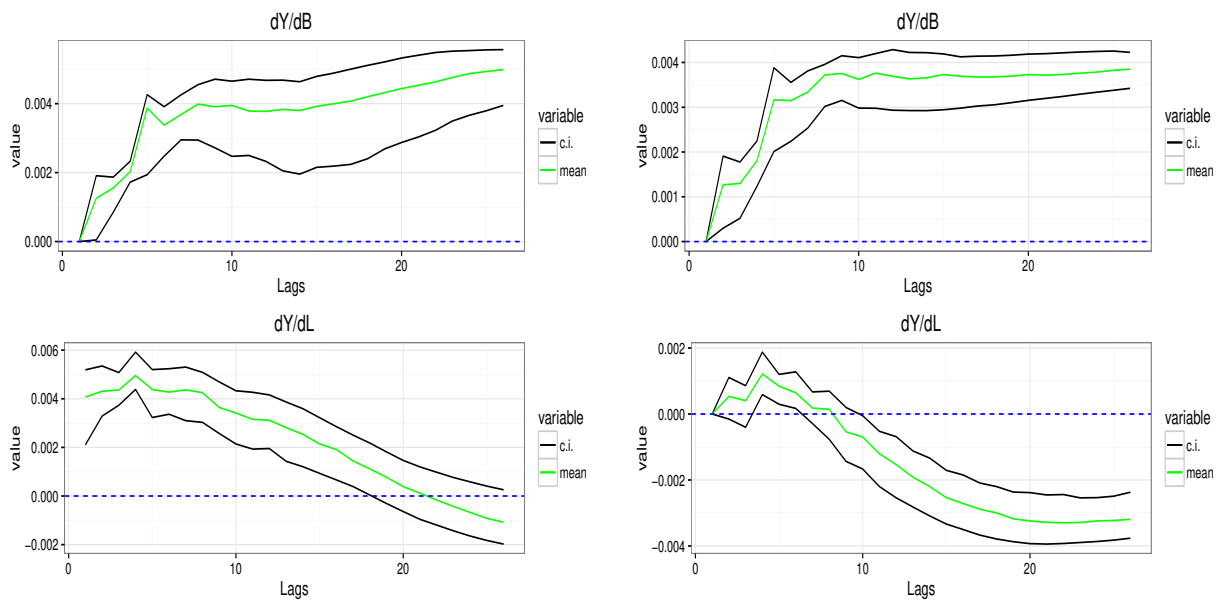 dY/dB
value
0.004
0.002
0.000
0
10
20
Lags
variable
c.i.
mean
dY/dB
value
0.004
0.003
0.002
0.001
0.000
0
10
20
Lags
variable
c.i.
mean
dY/dL
value
0.006
0.004
0.002
0.000
−0.002
0
10
20
Lags
variable
c.i.
mean
dY/dL
value
0.002
0.000
−0.002
−0.004
0
10
20
Lags
variable
c.i.
mean